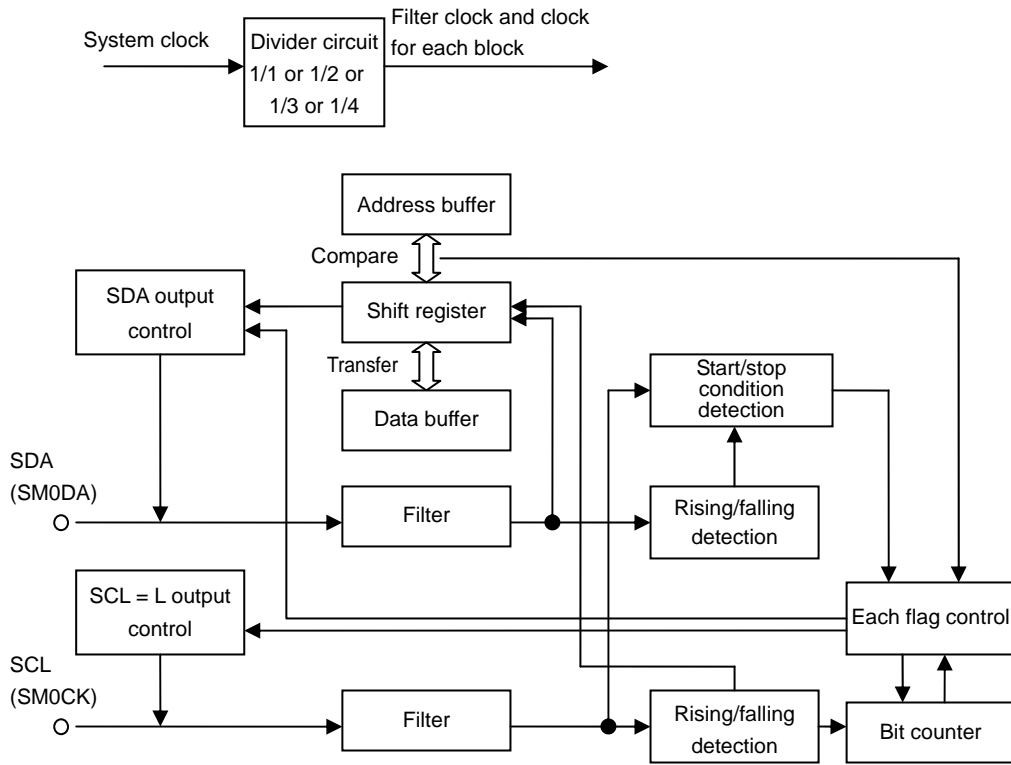 System clock
Divider circuit
1/1 or 1/2 or
1/3 or 1/4
Filter clock and clock
for each block
Address buffer
Compare
SDA output
control
Shift register
Transfer
Data buffer
Start/stop
condition
detection
SDA
(SM0DA)
Filter
Rising/falling
detection
SCL = L output
control
Each flag control
SCL
(SM0CK)
Filter
Rising/falling
detection
Bit counter